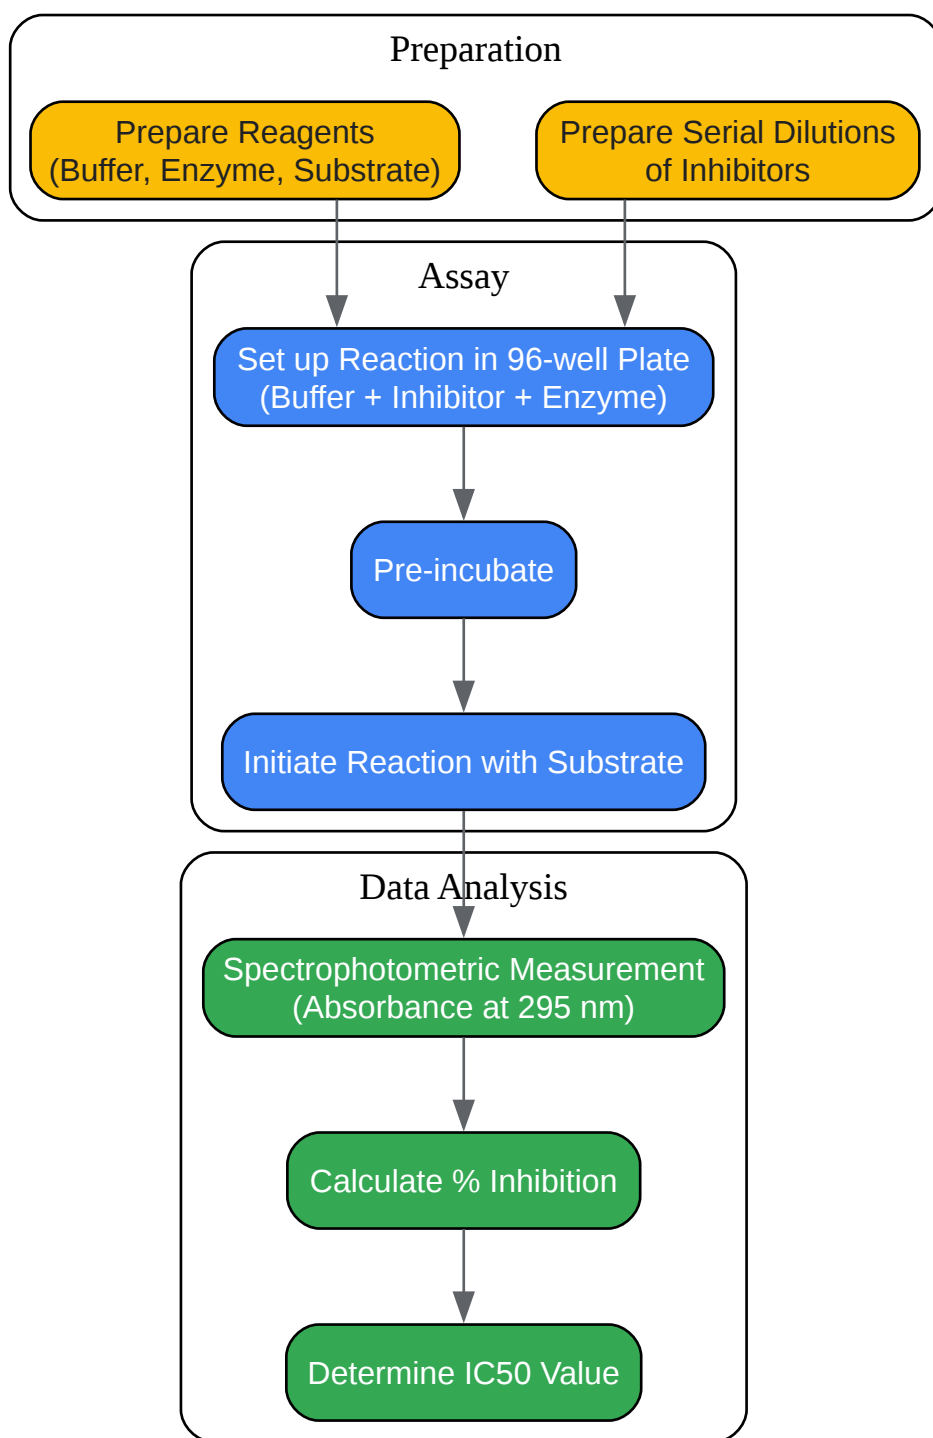 Preparation
Prepare Reagents
(Buffer, Enzyme, Substrate)
Prepare Serial Dilutions
of Inhibitors
Assay
Set up Reaction in 96-well Plate
(Buffer + Inhibitor + Enzyme)
Pre-incubate
Initiate Reaction with Substrate
Data Analysis
Spectrophotometric Measurement
(Absorbance at 295 nm)
Calculate % Inhibition
Determine IC50 Value